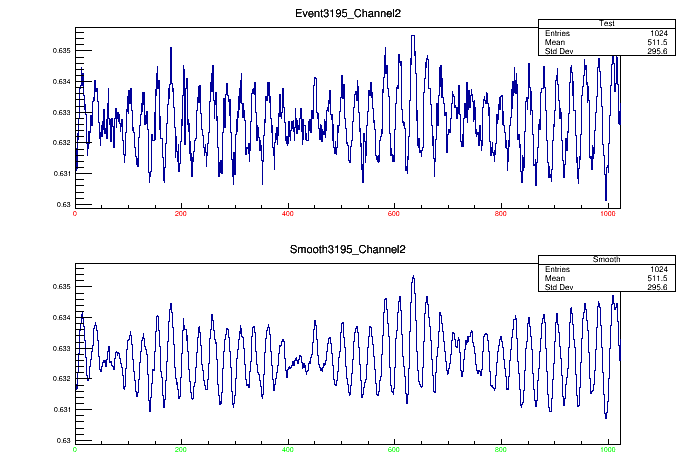 Event3195_Channel2
Test
Entries 1024
Mean 511.5
Std Dev 295.6
0.635
0.634
0.633
0.632
0.631
0.63
0 200 400 600 800 1000
Smooth3195_Channel2
Smooth
Entries 1024
Mean 511.5
Std Dev 295.6
0.635
0.634
0.633
0.632
0.631
0.63
0 200 400 600 800 1000